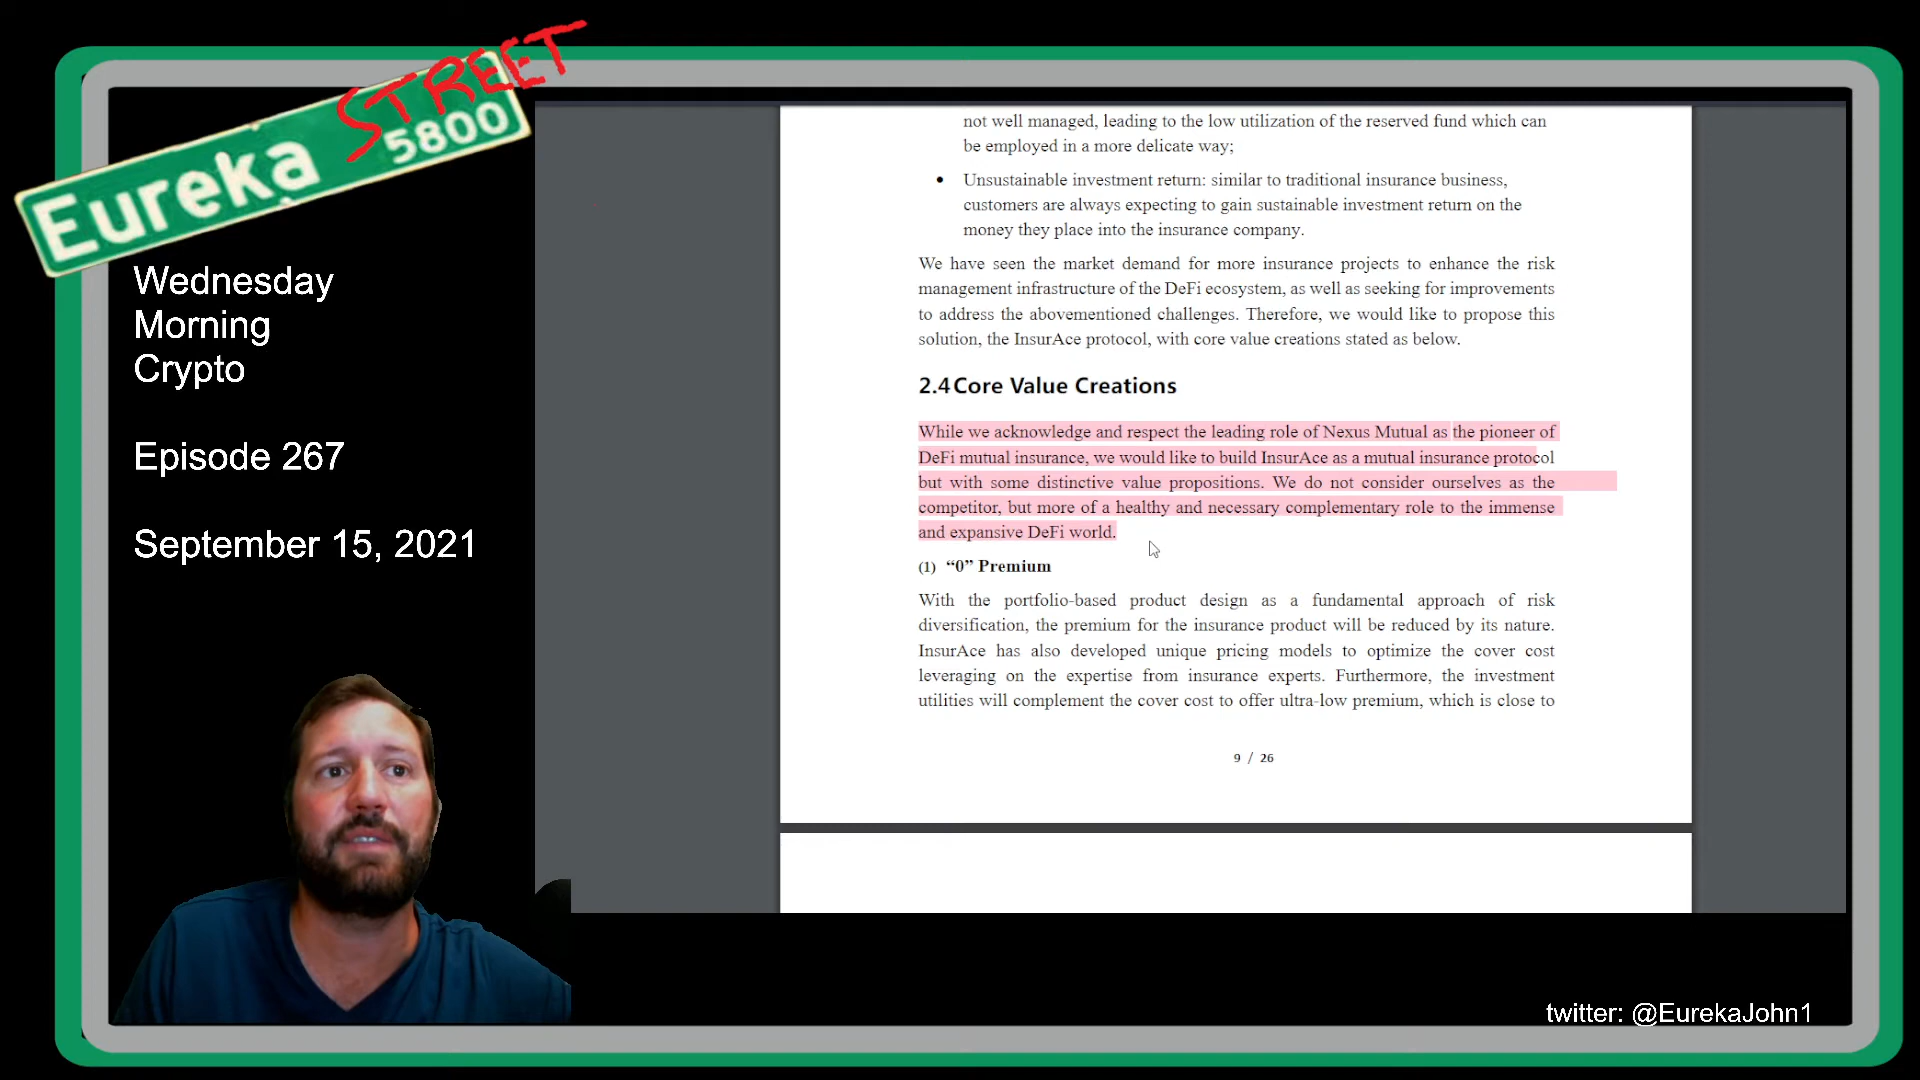 Eureka
STREET
5800
Wednesday
Morning
Crypto
Episode 267
September 15, 2021
not well managed, leading to the low utilization of the reserved fund which can
be employed in a more delicate way;
• Unsustainable investment return: similar to traditional insurance business,
customers are always expecting to gain sustainable investment return on the
money they place into the insurance company.
We have seen the market demand for more insurance projects to enhance the risk
management infrastructure of the DeFi ecosystem, as well as seeking for improvements
to address the abovementioned challenges. Therefore, we would like to propose this
solution, the InsurAce protocol, with core value creations stated as below.
2.4 Core Value Creations
While we acknowledge and respect the leading role of Nexus Mutual as the pioneer of
DeFi mutual insurance, we would like to build InsurAce as a mutual insurance protocol
but with some distinctive value propositions. We do not consider ourselves as the
competitor, but more of a healthy and necessary complementary role to the immense
and expansive DeFi world.
(1) “0” Premium
With the portfolio-based product design as a fundamental approach of risk
diversification, the premium for the insurance product will be reduced by its nature.
InsurAce has also developed unique pricing models to optimize the cover cost
leveraging on the expertise from insurance experts. Furthermore, the investment
utilities will complement the cover cost to offer ultra-low premium, which is close to
9 / 26
twitter: @EurekaJohn1